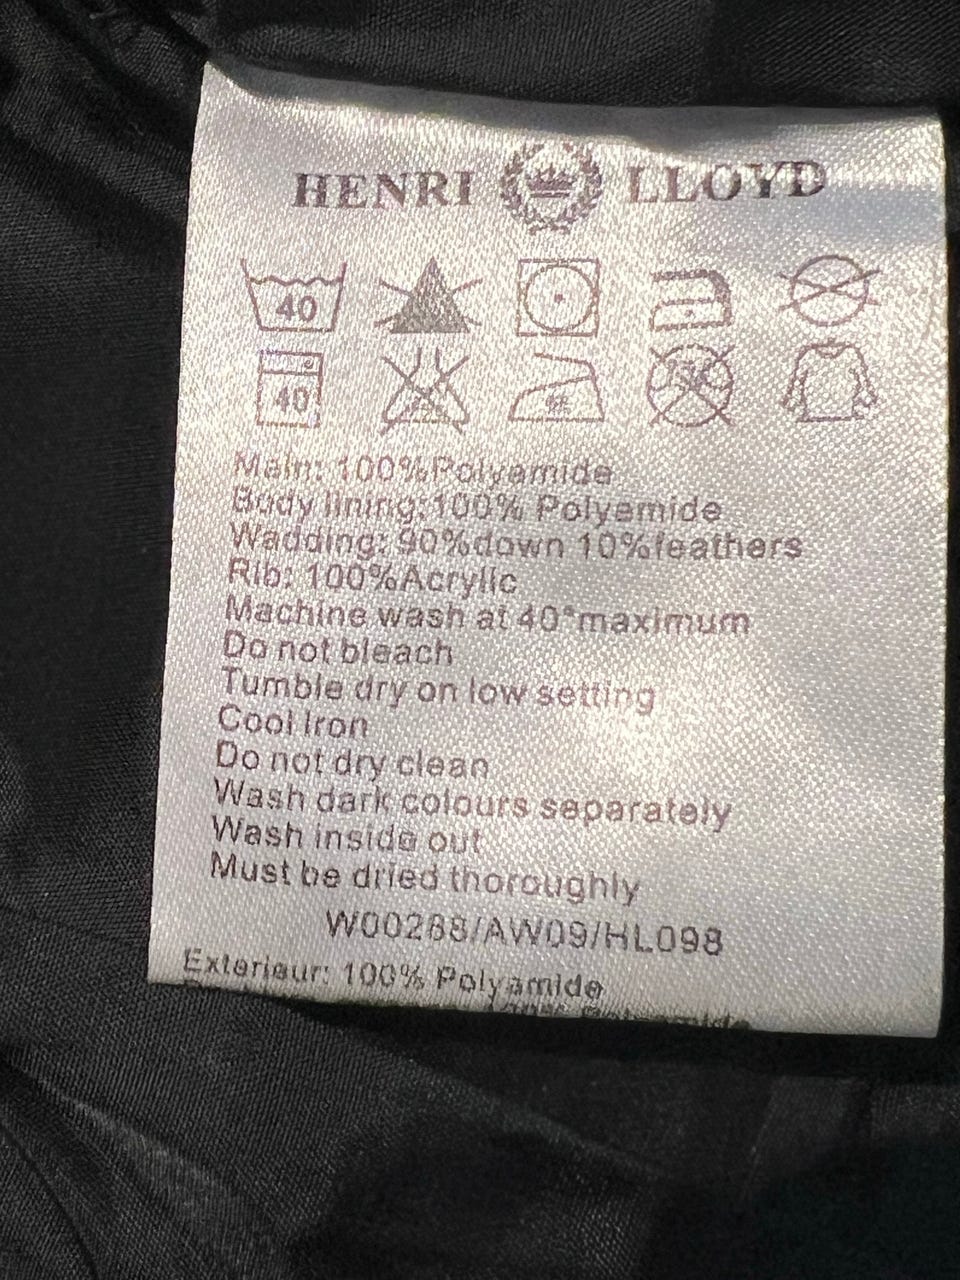 HENRI LLOYD
40
40
Main: 100%Polyamide
Body lining:100% Polyamide
Wadding: 90%down 10%feathers
Rib: 100%Acrylic
Machine wash at 40°maximum
Do not bleach
Tumble dry on low setting
Cool Iron
Do not dry clean
Wash dark colours separately
Wash inside out
Must be dried thoroughly
W00288/AW09/HL098
Exterieur: 100% Polyamide